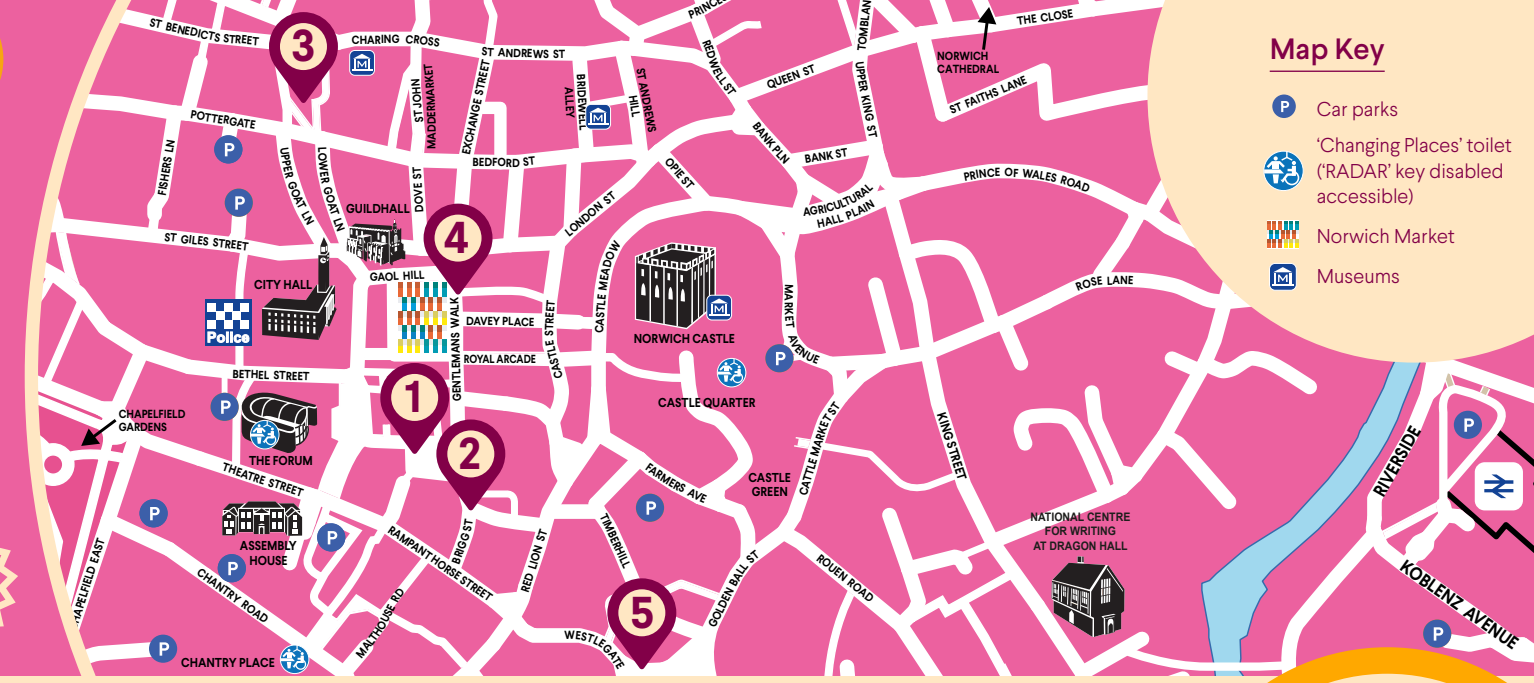 ST BENEDICTS STREET
3
CHARING CROSS
ST ANDREWS ST
REDWELL ST
QUEEN ST
UPPER KING ST
THE CLOSE
NORWICH
CATHEDRAL
ST FAITHS LANE
POTTERGATE
P
FISHERS LN
UPPER GOAT LN
LOWER GOAT LN
ST JOHN
MADDERMARKET
EXCHANGE STREET
BRIDEWELL
ALLEY
ST ANDREWS
HILL
BEDFORD ST
BANK PLN
BANK ST
OPIE ST
DOVE ST
LONDON ST
AGRICULTURAL
HALL PLAIN
PRINCE OF WALES ROAD
P
GUILDHALL
4
ST GILES STREET
GAOL HILL
CITY HALL
Police
GENTLEMANS WALK
DAVEY PLACE
ROYAL ARCADE
CASTLE STREET
CASTLE MEADOW
NORWICH CASTLE
MARKET AVENUE
P
ROSE LANE
BETHEL STREET
CASTLE QUARTER
P
1
2
CHAPELFIELD
GARDENS
THE FORUM
THEATRE STREET
CATTLE MARKET ST
KING STREET
FARMERS AVE
CASTLE
GREEN
P
P
ASSEMBLY
HOUSE
P
P
RAMPANT HORSE STREET
BRIGG ST
RED LION ST
TIMBERHILL
GOLDEN BALL ST
ROUEN ROAD
NATIONAL CENTRE
FOR WRITING
AT DRAGON HALL
RIVERSIDE
P
KOBLENZ AVENUE
P
CHANTRY ROAD
MALTHOUSE RD
P
CHANTRY PLACE
WESTLEGATE
5
Map Key
P Car parks
'Changing Places' toilet
('RADAR' key disabled
accessible)
Norwich Market
M Museums